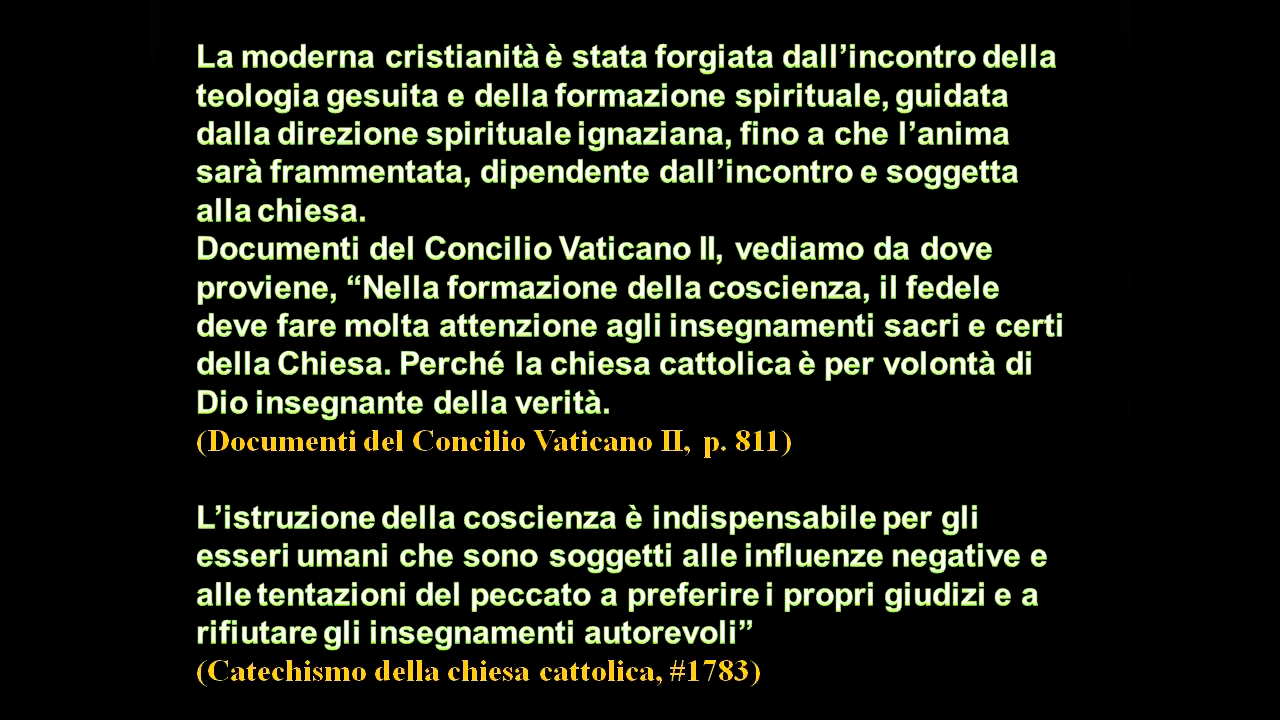 La moderna cristianità è stata forgiata dall’incontro della
teologia gesuita e della formazione spirituale, guidata
dalla direzione spirituale ignaziana, fino a che l’anima
sarà frammentata, dipendente dall’incontro e soggetta
alla chiesa.
Documenti del Concilio Vaticano II, vediamo da dove
proviene, “Nella formazione della coscienza, il fedele
deve fare molta attenzione agli insegnamenti sacri e certi
della Chiesa. Perché la chiesa cattolica è per volontà di
Dio insegnante della verità.
(Documenti del Concilio Vaticano II, p. 811)
L’istruzione della coscienza è indispensabile per gli
esseri umani che sono soggetti alle influenze negative e
alle tentazioni del peccato a preferire i propri giudizi e a
rifiutare gli insegnamenti autorevoli”
(Catechismo della chiesa cattolica, #1783)